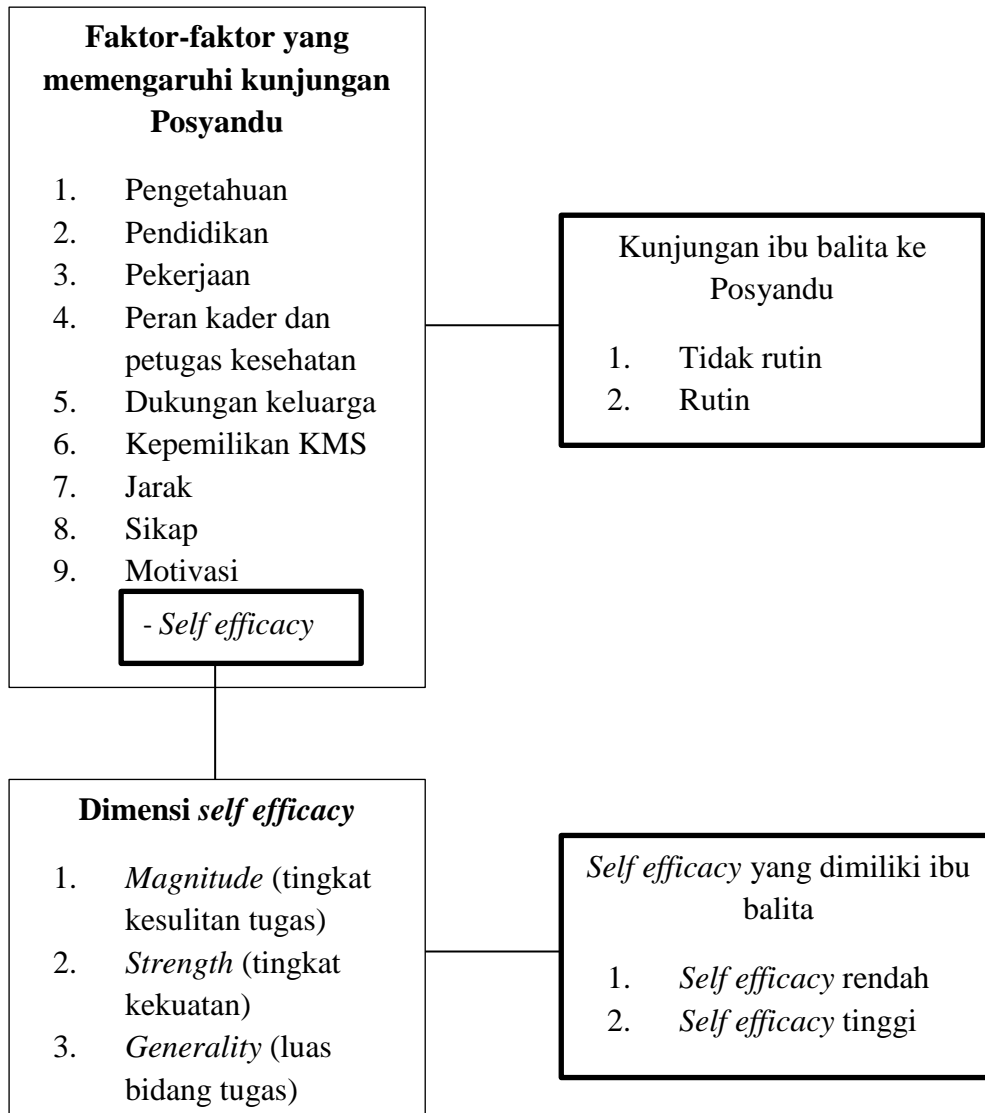 Faktor-faktor yang
memengaruhi kunjungan
Posyandu
1. Pengetahuan
2. Pendidikan
3. Pekerjaan
4. Peran kader dan
petugas kesehatan
5. Dukungan keluarga
6. Kepemilikan KMS
7. Jarak
8. Sikap
9. Motivasi
- Self efficacy
Kunjungan ibu balita ke
Posyandu
1. Tidak rutin
2. Rutin
Dimensi self efficacy
1. Magnitude (tingkat
kesulitan tugas)
2. Strength (tingkat
kekuatan)
3. Generality (luas
bidang tugas)
Self efficacy yang dimiliki ibu
balita
1. Self efficacy rendah
2. Self efficacy tinggi